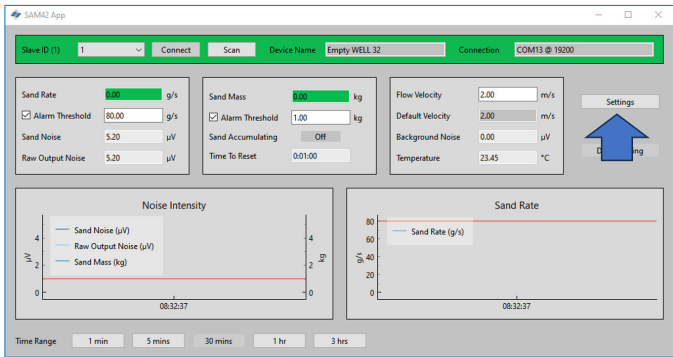 SAM42 App
Slave ID (1) 1 Connect Scan Device Name Empty WELL 32 Connection COM13 @ 19200
Sand Rate 0.00 g/s
Alarm Threshold 80.00 g/s
Sand Noise 5.20 µV
Raw Output Noise 5.20 µV
Sand Mass 0.00 kg
Alarm Threshold 1.00 kg
Sand Accumulating Off
Time To Reset 0:01:00
Flow Velocity 2.00 m/s
Default Velocity 2.00 m/s
Background Noise 0.00 µV
Temperature 23.45 °C
Settings
Noise Intensity
Sand Noise (µV)
Raw Output Noise (µV)
Sand Mass (kg)
µV
4
2
0
kg
4
2
0
08:32:37
Sand Rate
Sand Rate (g/s)
g/s
80
60
40
20
0
08:32:37
Time Range 1 min 5 mins 30 mins 1 hr 3 hrs